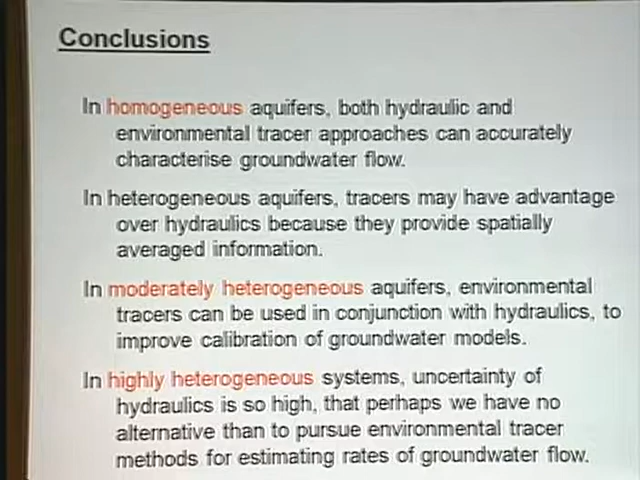 Conclusions
In homogeneous aquifers, both hydraulic and
environmental tracer approaches can accurately
characterise groundwater flow.
In heterogeneous aquifers, tracers may have advantage
over hydraulics because they provide spatially
averaged information.
In moderately heterogeneous aquifers, environmental
tracers can be used in conjunction with hydraulics, to
improve calibration of groundwater models.
In highly heterogeneous systems, uncertainty of
hydraulics is so high, that perhaps we have no
alternative than to pursue environmental tracer
methods for estimating rates of groundwater flow.